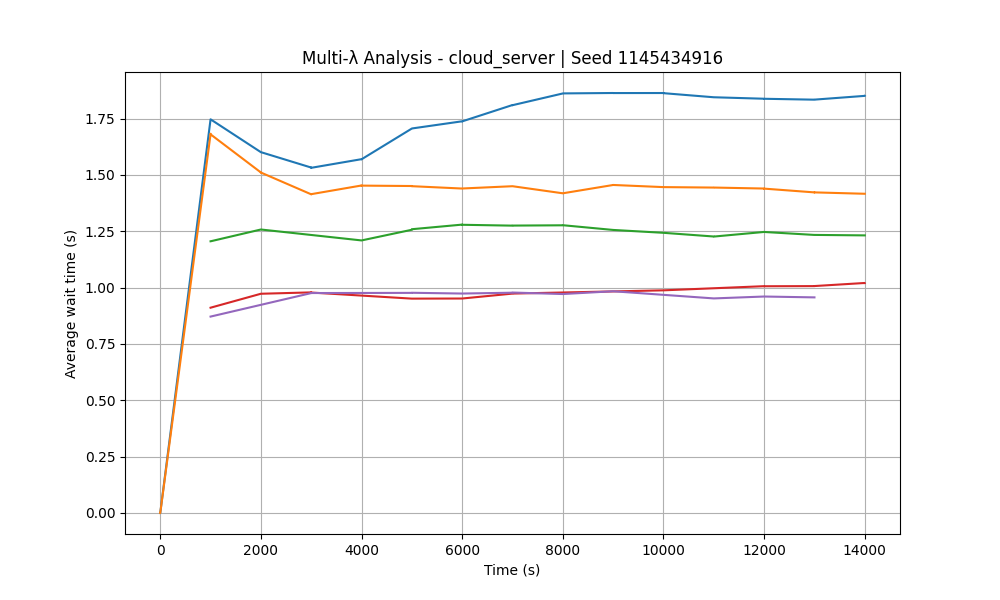 Multi-λ Analysis - cloud_server | Seed 1145434916
Average wait time (s)
1.75
1.50
1.25
1.00
0.75
0.50
0.25
0.00
0 2000 4000 6000 8000 10000 12000 14000
Time (s)